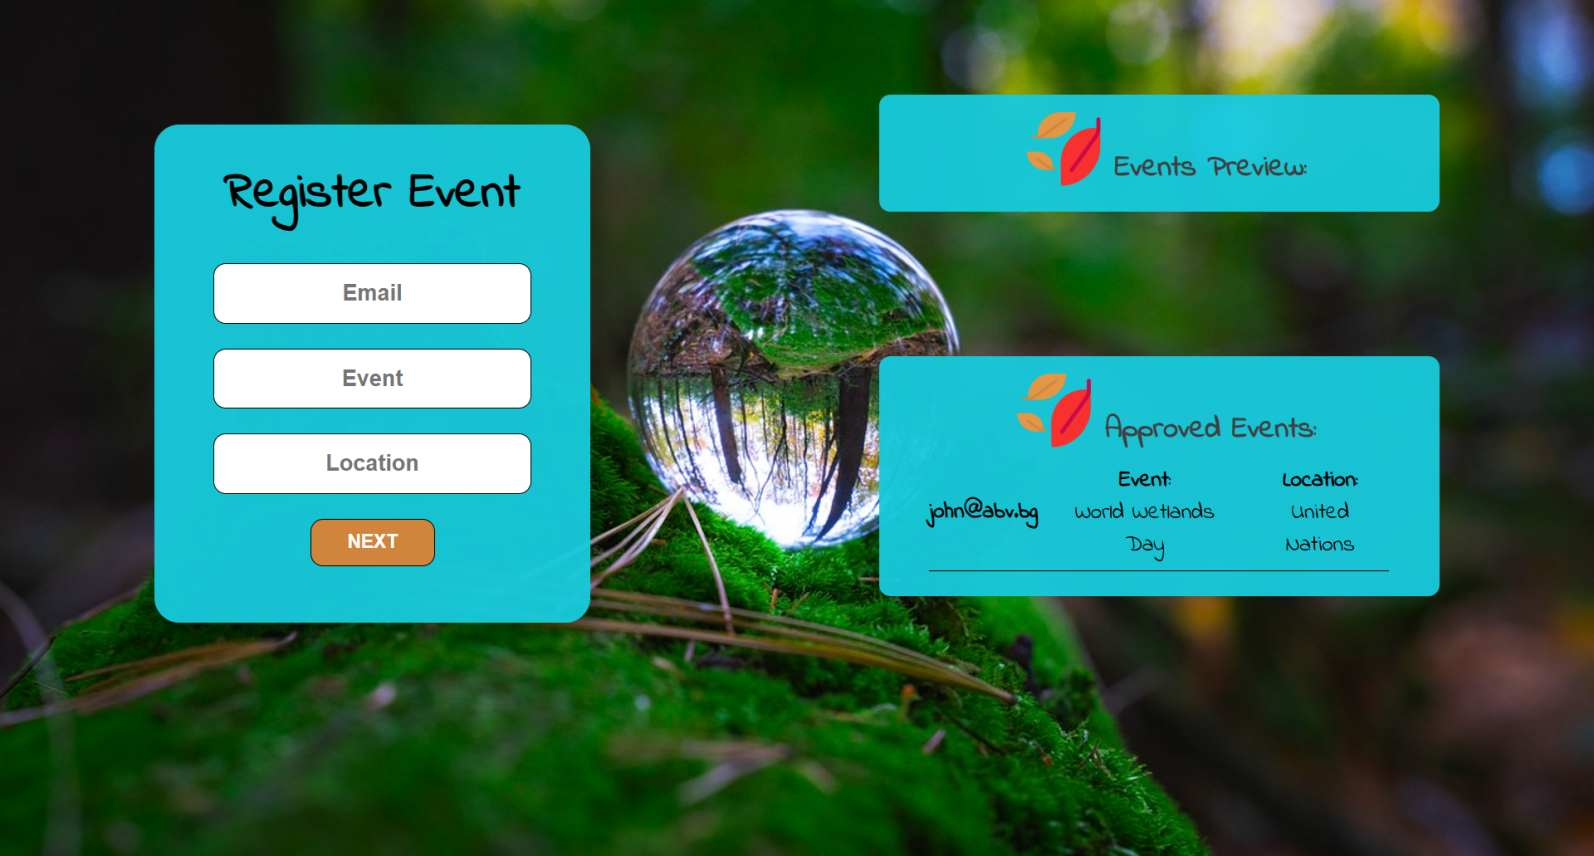 Register Event
Email
Event
Location
NEXT
Events Preview:
Approved Events:
john@abv.bg
Event:
World Wetlands
Day
Location:
United
Nations